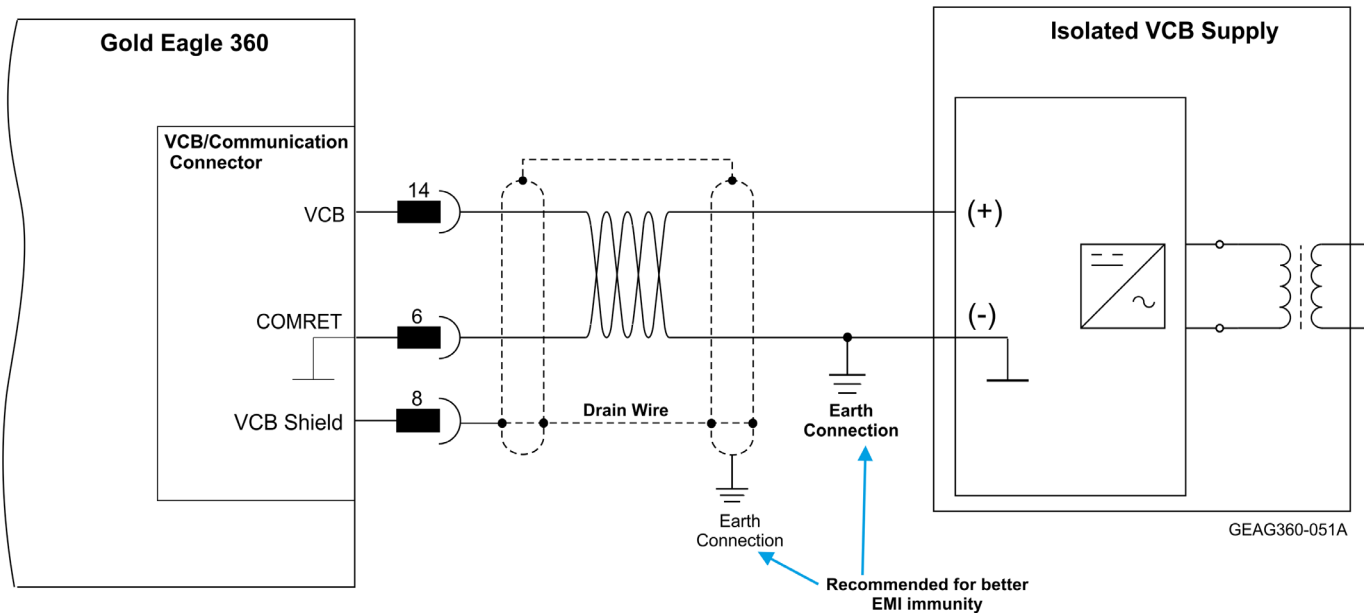 Gold Eagle 360
Isolated VCB Supply
VCB/Communication
Connector
14
VCB
(+)
COMRET
6
(-)
8
VCB Shield
Drain Wire
Earth
Connection
Earth
Connection
GEAG360-051A
Recommended for better
EMI immunity